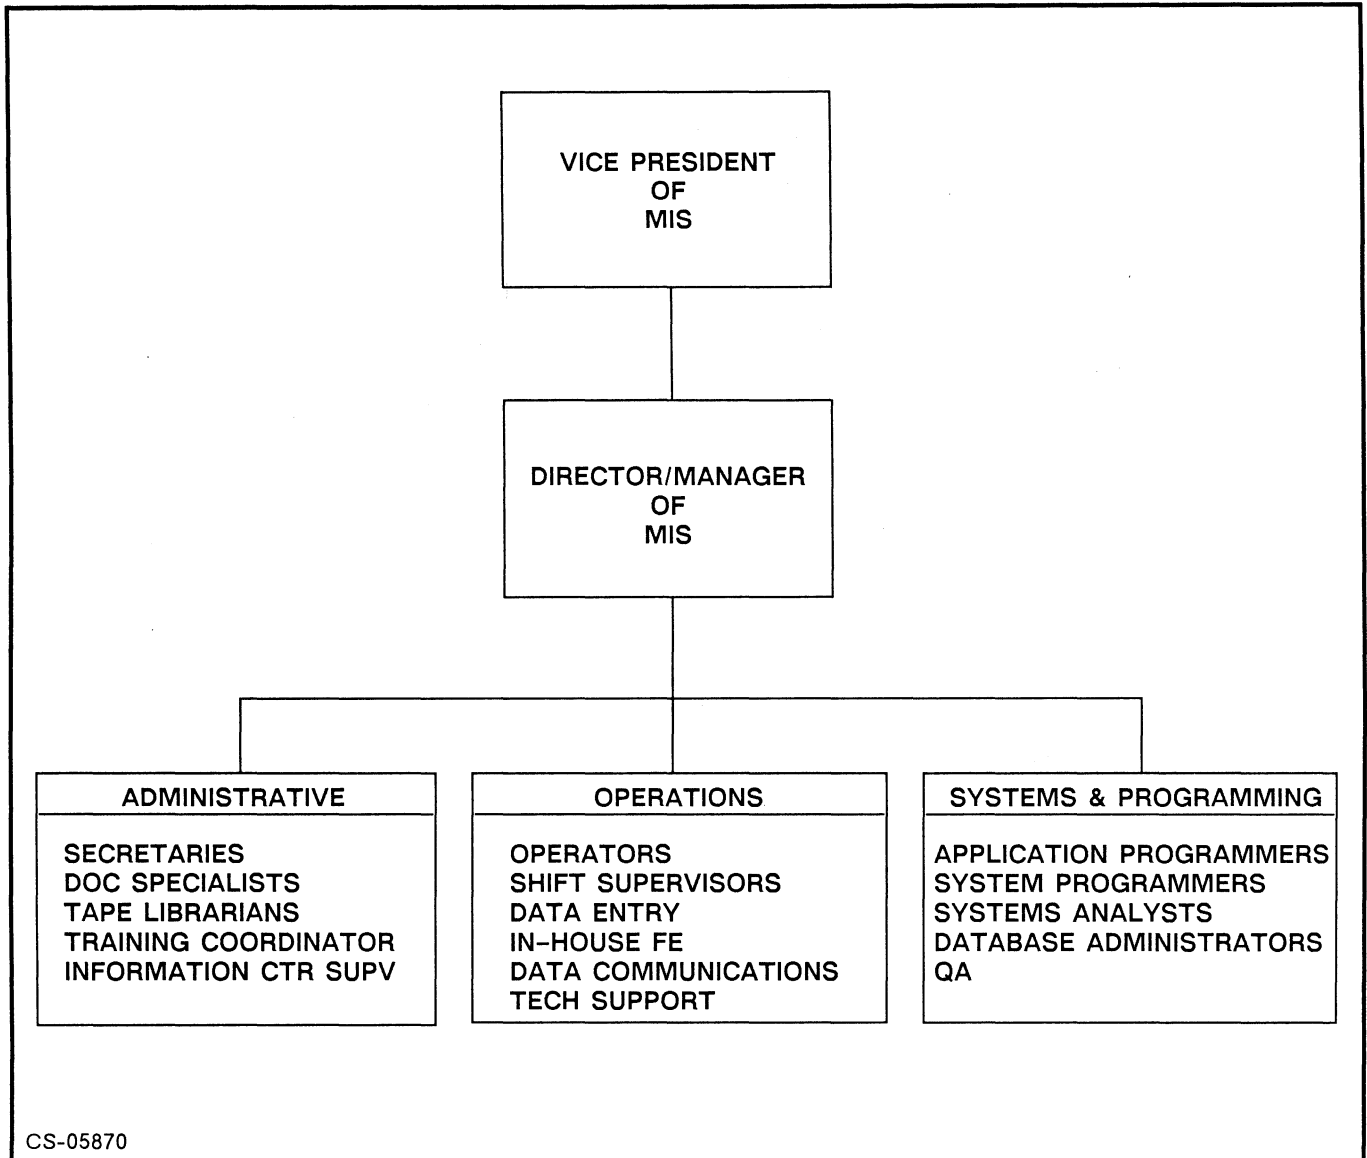 VICE PRESIDENT
OF
MIS
DIRECTOR/MANAGER
OF
MIS
ADMINISTRATIVE
SECRETARIES
DOC SPECIALISTS
TAPE LIBRARIANS
TRAINING COORDINATOR
INFORMATION CTR SUPV
OPERATIONS
OPERATORS
SHIFT SUPERVISORS
DATA ENTRY
IN-HOUSE FE
DATA COMMUNICATIONS
TECH SUPPORT
SYSTEMS & PROGRAMMING
APPLICATION PROGRAMMERS
SYSTEM PROGRAMMERS
SYSTEMS ANALYSTS
DATABASE ADMINISTRATORS
QA
CS-05870